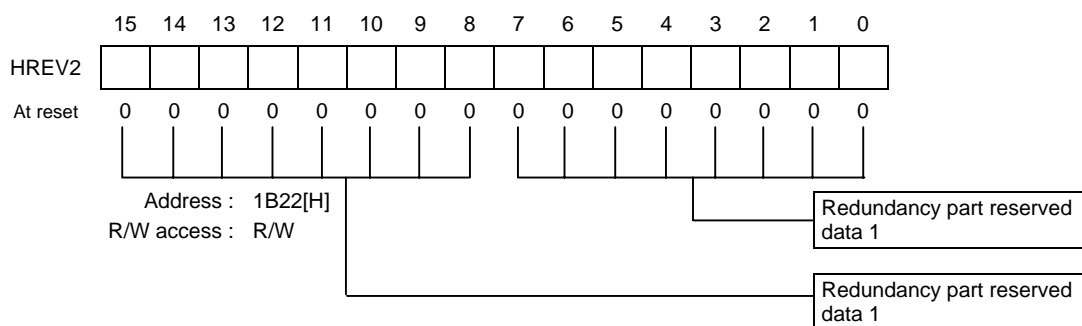 15 14 13 12 11 10 9 8 7 6 5 4 3 2 1 0
HREV2
At reset 0 0 0 0 0 0 0 0 0 0 0 0 0 0 0 0
Address : 1B22[H]
R/W access : R/W
Redundancy part reserved
data 1
Redundancy part reserved
data 1